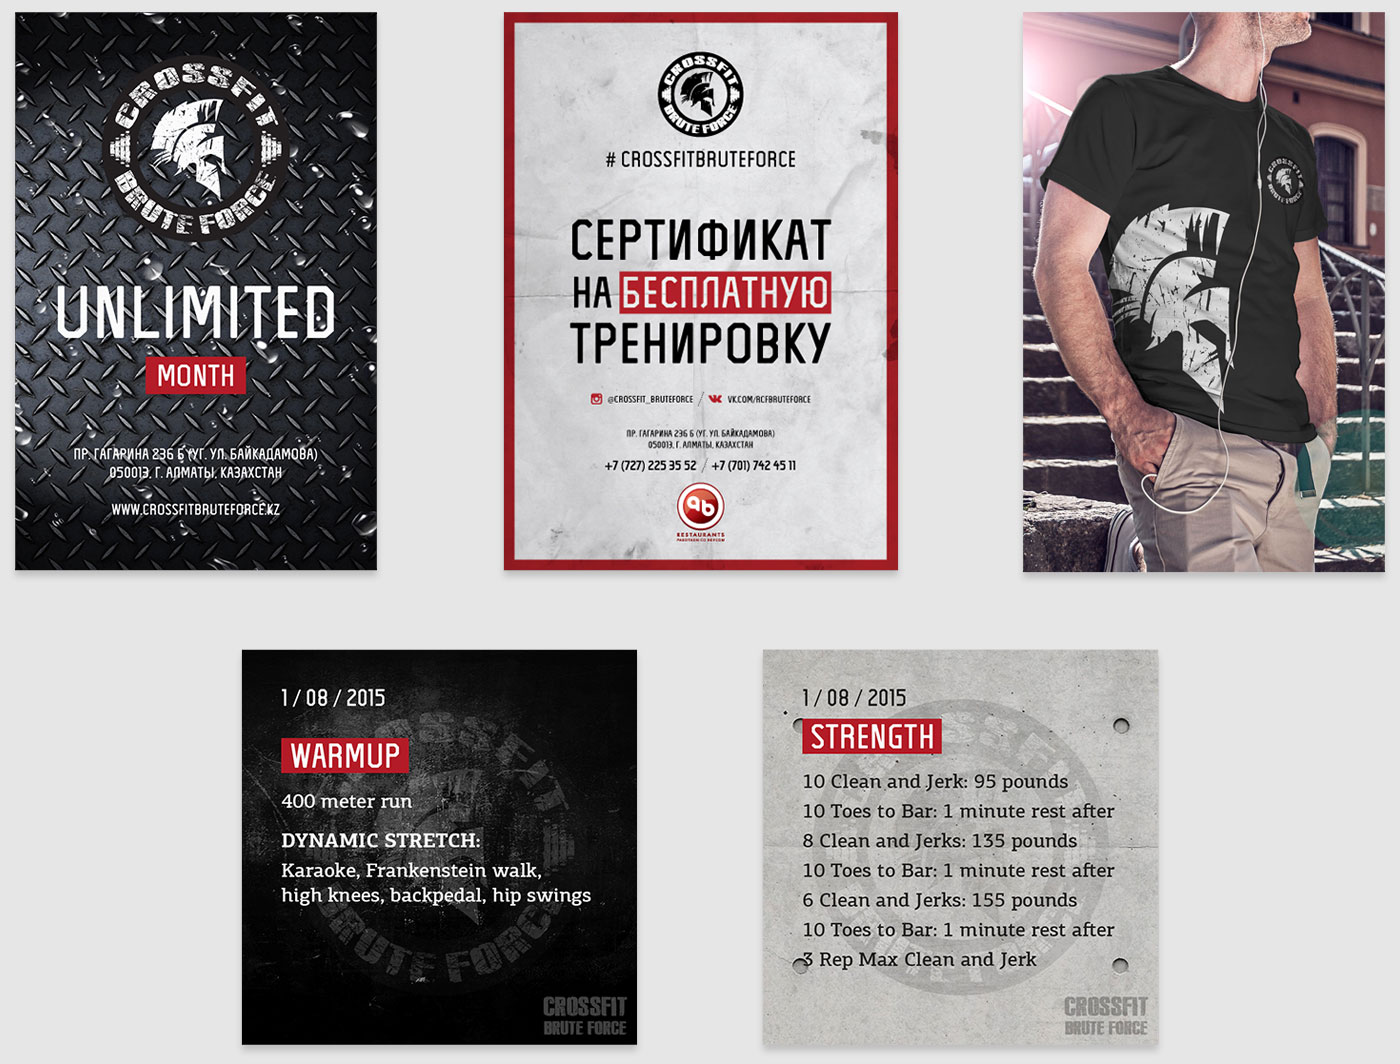 CROSSFIT
BRUTE FORCE
UNLIMITED
MONTH
ПР. ГАГАРИНА 236 Б (УГ. УЛ. БАЙКАДАМОВА)
050013, Г. АЛМАТЫ, КАЗАХСТАН
WWW.CROSSFITBRUTEFORCE.KZ
CROSSFIT
BRUTE FORCE
# CROSSFITBRUTEFORCE
СЕРТИФИКАТ
НА БЕСПЛАТНУЮ
ТРЕНИРОВКУ
@CROSSFIT_BRUTEFORCE / VK.COM/RCFBRUTEFORCE
ПР. ГАГАРИНА 236 Б (УГ. УЛ. БАЙКАДАМОВА)
050013, Г. АЛМАТЫ, КАЗАХСТАН
+7 (727) 225 35 52 / +7 (701) 742 45 11
ab
RESTAURANTS
CROSSFIT
BRUTE FORCE
1 / 08 / 2015
WARMUP
400 meter run
DYNAMIC STRETCH:
Karaoke, Frankenstein walk,
high knees, backpedal, hip swings
CROSSFIT
BRUTE FORCE
CROSSFIT
BRUTE FORCE
1 / 08 / 2015
STRENGTH
10 Clean and Jerk: 95 pounds
10 Toes to Bar: 1 minute rest after
8 Clean and Jerks: 135 pounds
10 Toes to Bar: 1 minute rest after
6 Clean and Jerks: 155 pounds
10 Toes to Bar: 1 minute rest after
3 Rep Max Clean and Jerk
CROSSFIT
BRUTE FORCE